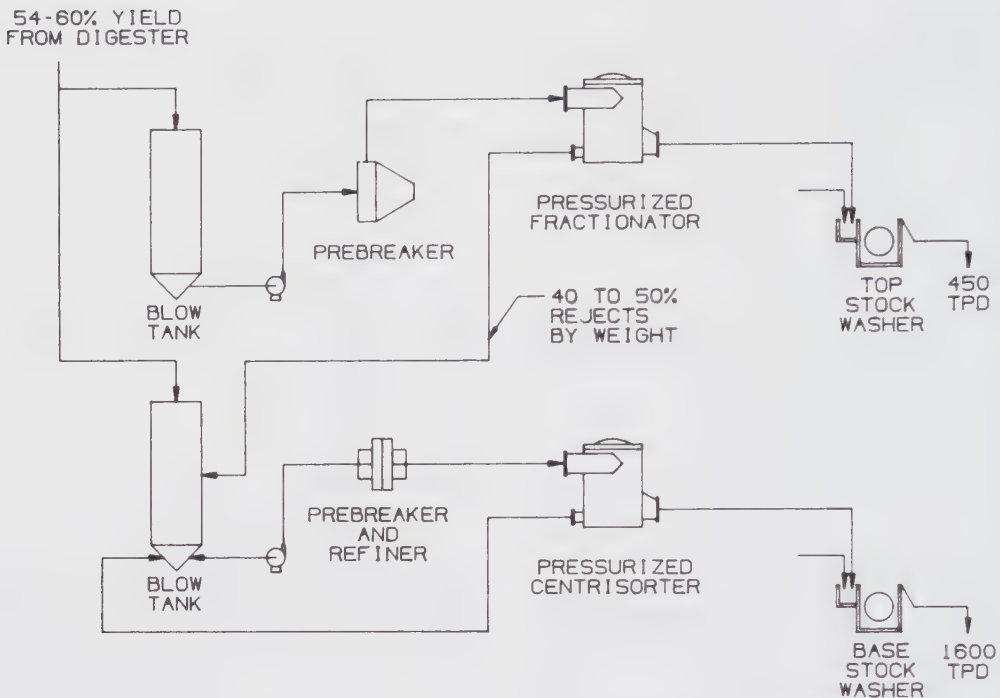 54-60% YIELD
FROM DIGESTER
PREBREAKER
PRESSURIZED
FRACTIONATOR
BLOW
TANK
40 TO 50%
REJECTS
BY WEIGHT
TOP
STOCK
WASHER
450
TPD
PREBREAKER
AND
REFINER
BLOW
TANK
PRESSURIZED
CENTRISORTER
BASE
STOCK
WASHER
1600
TPD